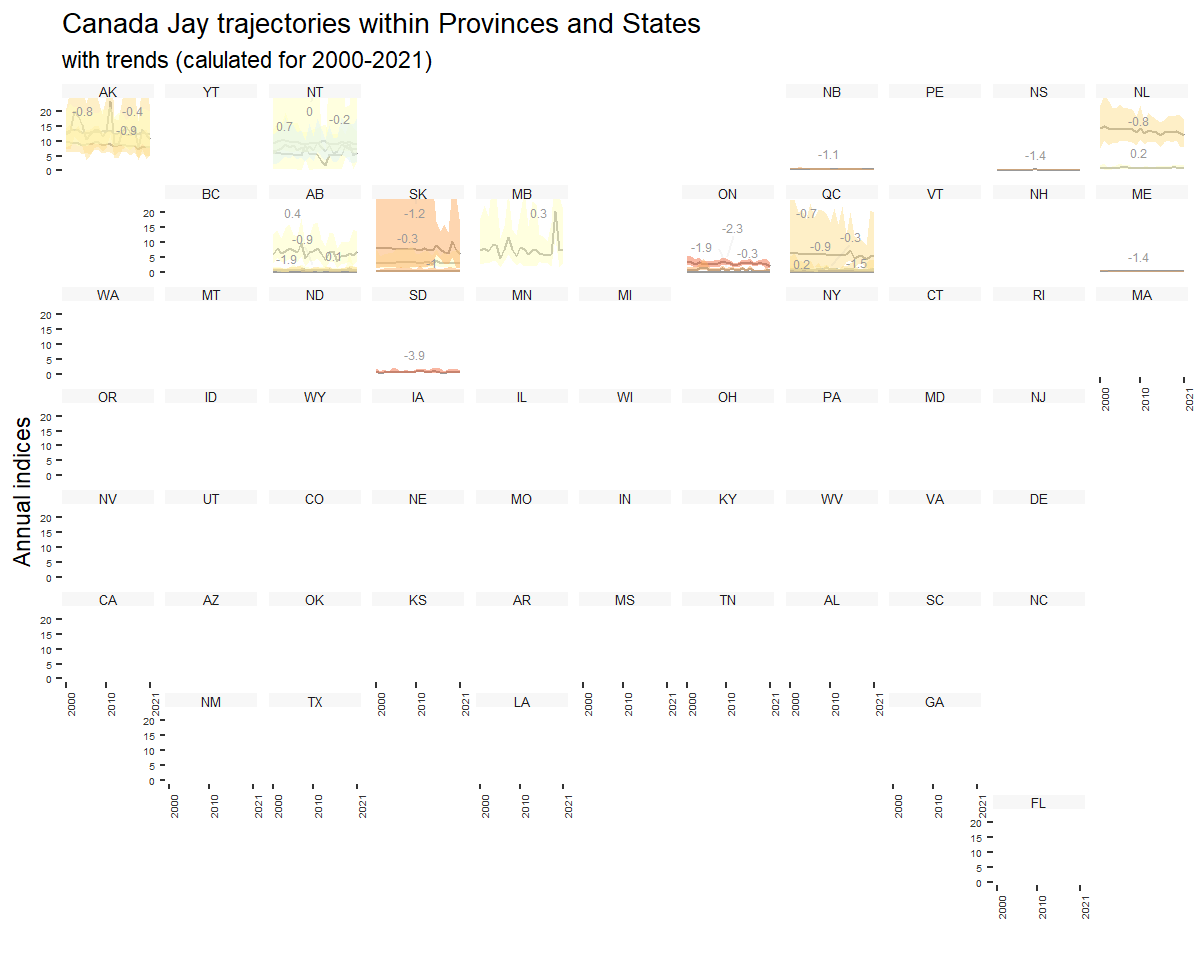 Canada Jay trajectories within Provinces and States
with trends (calulated for 2000-2021)
AK YT NT NB PE NS NL
20 15 10 5 0
-0.8 -0.4 -0.9
0.7 0 -0.2
-1.1
-1.4
-0.8 0.2
BC AB SK MB ON QC VT NH ME
20 15 10 5 0
0.4 -0.9 -1.9 0.1
-1.2 -0.3
0.3
-1.9 -2.3 -0.3
-0.7 -0.3 -0.9 0.2 -1.5
-1.4
WA MT ND SD MN MI NY CT RI MA
20 15 10 5 0
-3.9
2000 2010 2021
OR ID WY IA IL WI OH PA MD NJ
20 15 10 5 0
Annual indices
NV UT CO NE MO IN KY WV VA DE
20 15 10 5 0
CA AZ OK KS AR MS TN AL SC NC
20 15 10 5 0
2000 2010 2021 2000 2010 2021 2000 2010 2021 2000 2010 2021 2000 2010 2021
NM TX LA GA
20 15 10 5 0
2000 2010 2021 2000 2010 2021 2000 2010 2021 2000 2010 2021
FL
20 15 10 5 0
2000 2010 2021